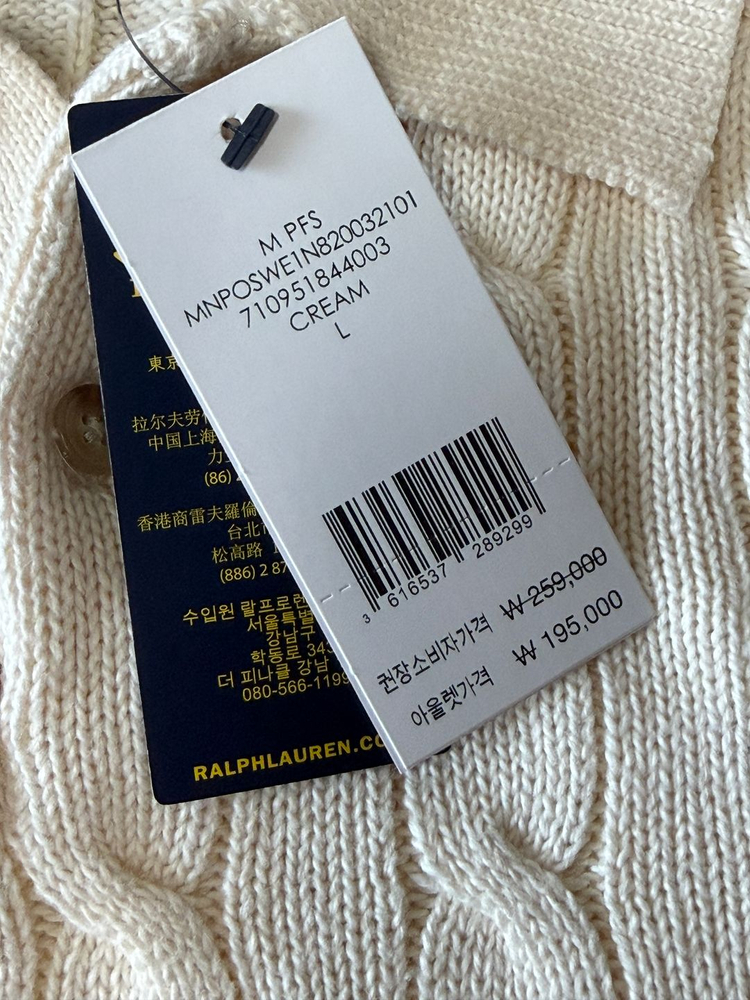 M PFS
MNPOSWE1N820032101
710951844003
CREAM
L
3 616537 289299
권장소비자가격 ₩ 259,000
아울렛가격 ₩ 195,000
東京
拉尔夫劳
中国上海
(86)
香港商雷夫羅倫
台北
松高路
(886) 2 87
수입원 랄프로렌
서울특별
강남구
학동로 343
더 피나클 강남
080-566-1199
RALPHLAUREN.CO